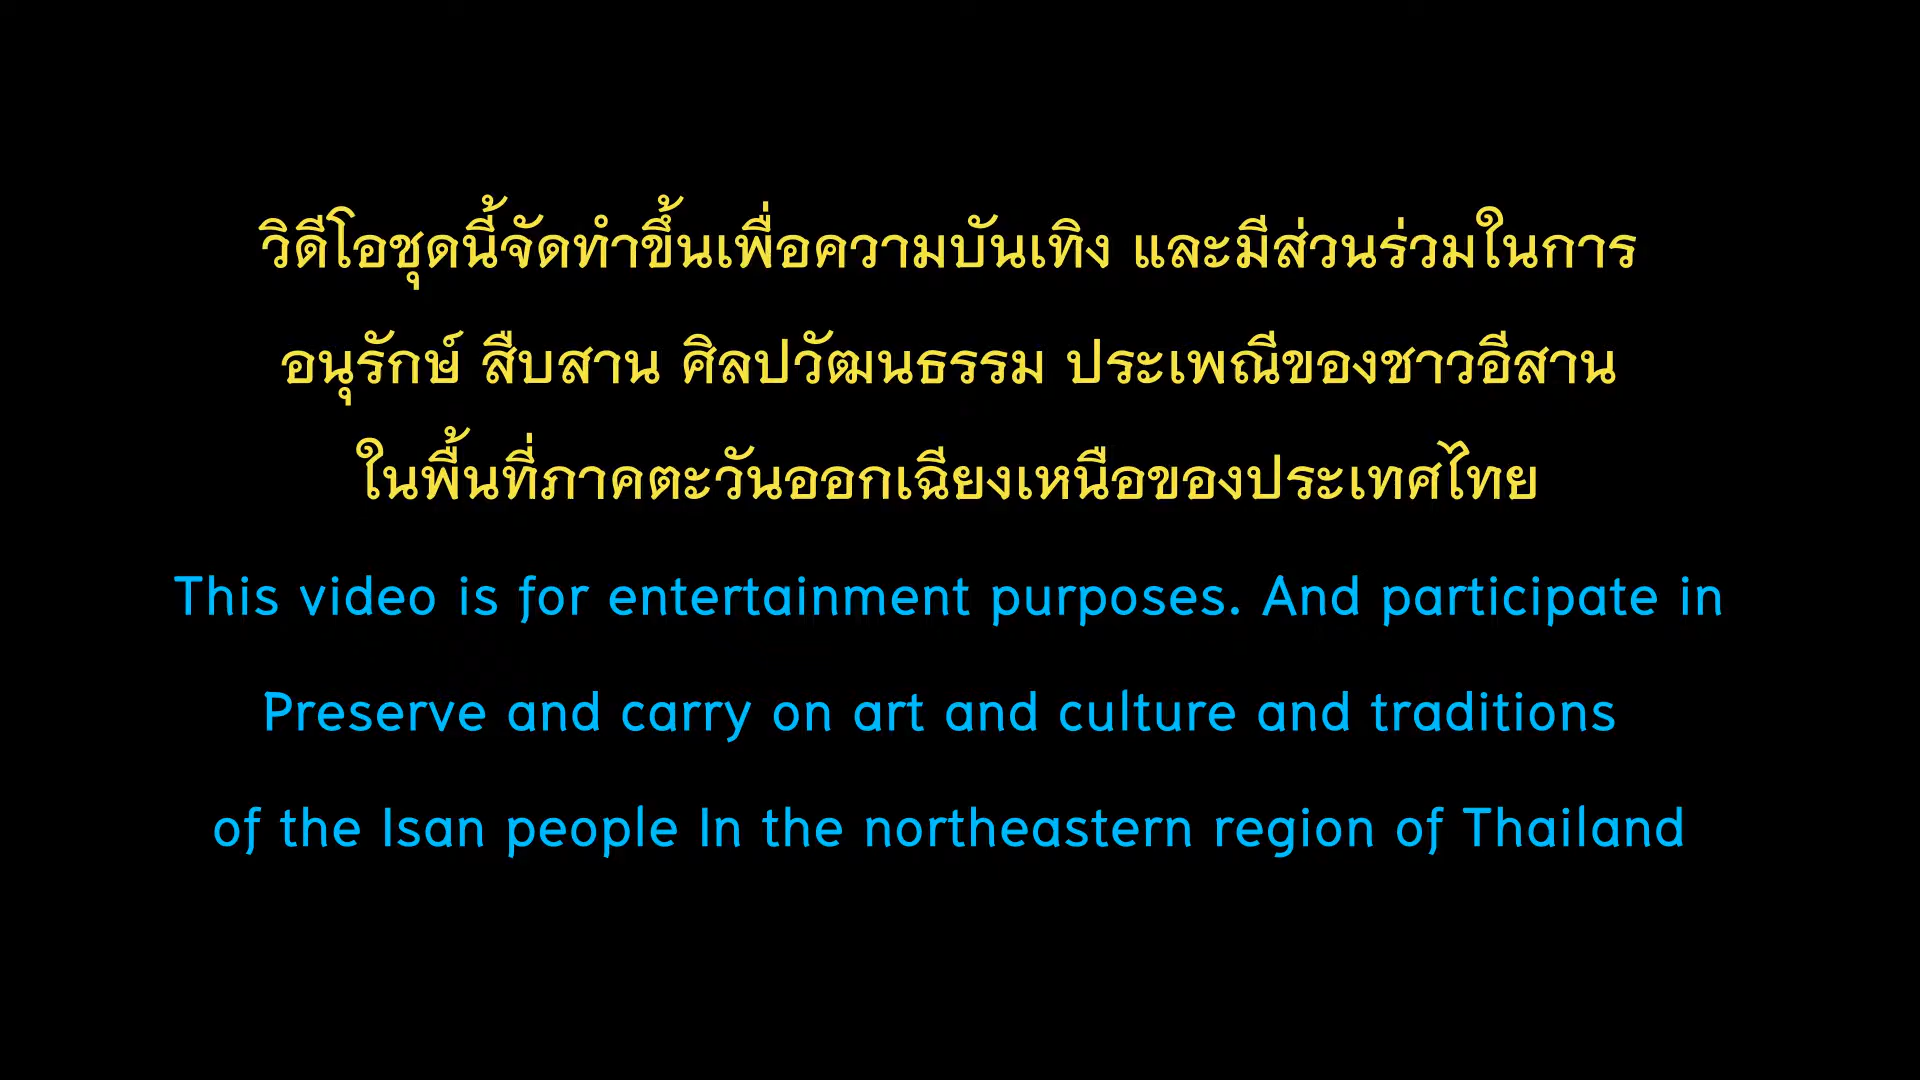 วิดีโอชุดนี้จัดทำขึ้นเพื่อความบันเทิง และมีส่วนร่วมในการ
อนุรักษ์ สืบสาน ศิลปวัฒนธรรม ประเพณีของชาวอีสาน
ในพื้นที่ภาคตะวันออกเฉียงเหนือของประเทศไทย
This video is for entertainment purposes. And participate in
Preserve and carry on art and culture and traditions
of the Isan people In the northeastern region of Thailand